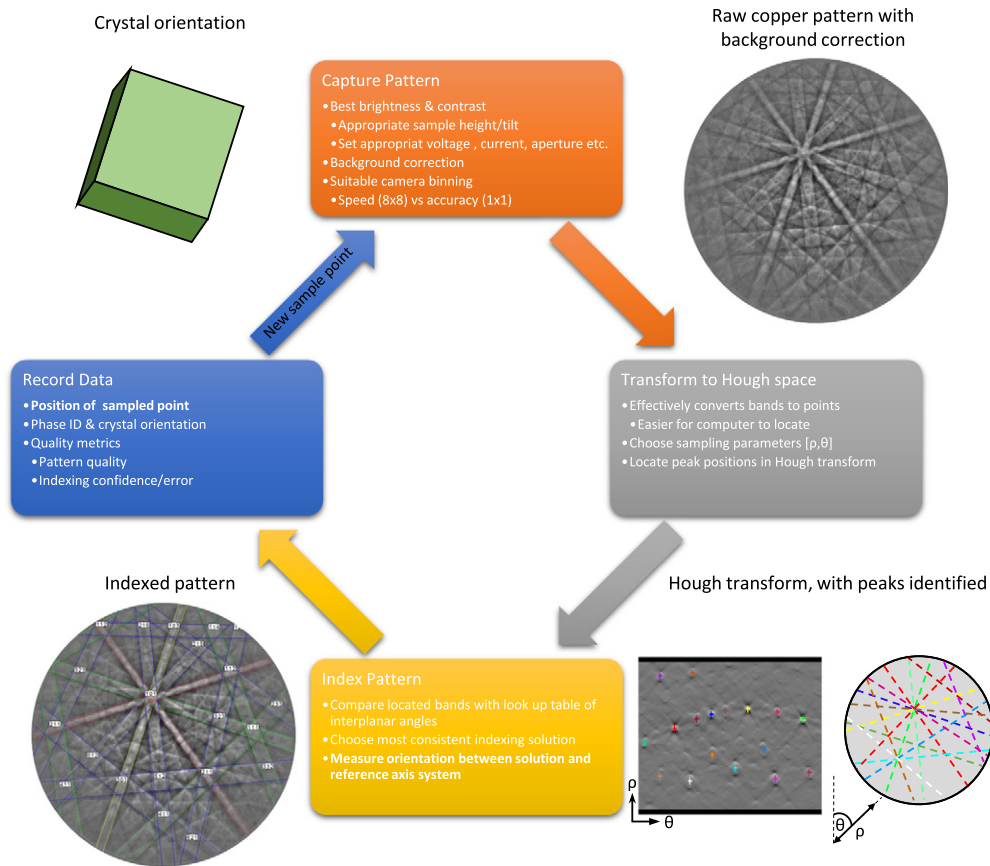 Crystal orientation
Raw copper pattern with
background correction
Capture Pattern
•Best brightness & contrast
•Appropriate sample height/tilt
•Set appropriat voltage , current, aperture etc.
•Background correction
•Suitable camera binning
•Speed (8x8) vs accuracy (1x1)
New sample point
Record Data
•Position of sampled point
•Phase ID & crystal orientation
•Quality metrics
•Pattern quality
•Indexing confidence/error
Transform to Hough space
•Effectively converts bands to points
•Easier for computer to locate
•Choose sampling parameters [ρ,θ]
•Locate peak positions in Hough transform
Indexed pattern
Hough transform, with peaks identified
Index Pattern
•Compare located bands with look up table of
interplanar angles
•Choose most consistent indexing solution
•Measure orientation between solution and
reference axis system
ρ
θ
θ
ρ